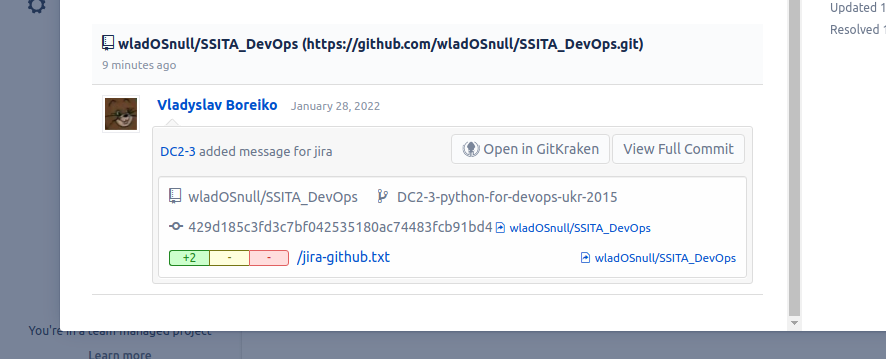 Updated 1
Resolved 1
wladOSnull/SSITA_DevOps (https://github.com/wladOSnull/SSITA_DevOps.git)
9 minutes ago
Vladyslav Boreiko January 28, 2022
DC2-3 added message for jira Open in GitKraken View Full Commit
wladOSnull/SSITA_DevOps DC2-3-python-for-devops-ukr-2015
429d185c3fd3c7bf042535180ac74483fcb91bd4 wladOSnull/SSITA_DevOps
+2 - - /jira-github.txt wladOSnull/SSITA_DevOps
You're in a team managed project
Learn more